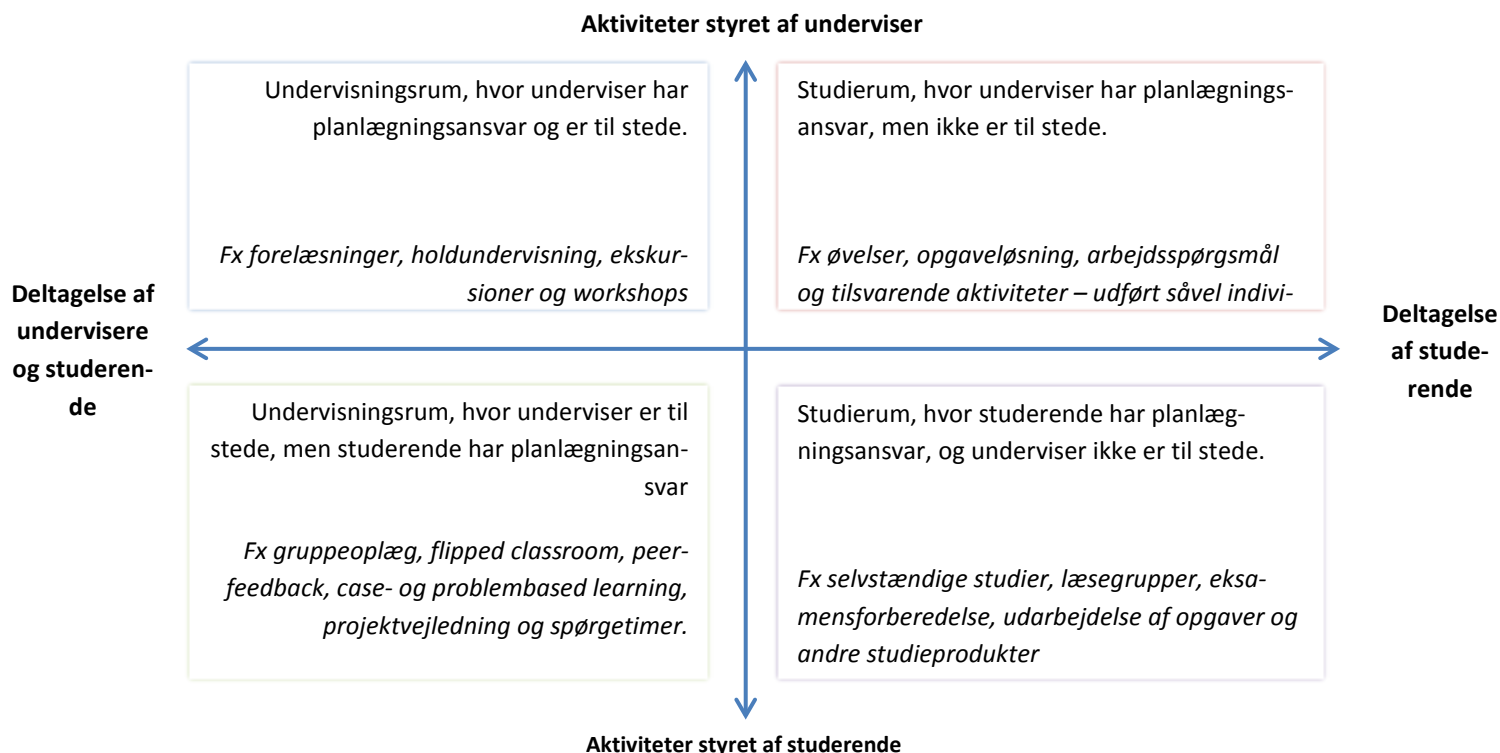 Aktiviteter styret af underviser
Undervisningsrum, hvor underviser har
planlægningsansvar og er til stede.
Fx forelæsninger, holdundervisning, ekskur-
sioner og workshops
Studierum, hvor underviser har planlægnings-
ansvar, men ikke er til stede.
Fx øvelser, opgaveløsning, arbejdsspørgsmål
og tilsvarende aktiviteter – udført såvel indivi-
Deltagelse af
undervisere
og studeren-
de
Deltagelse
af stude-
rende
Undervisningsrum, hvor underviser er til
stede, men studerende har planlægningsan-
svar
Fx gruppeoplæg, flipped classroom, peer-
feedback, case- og problembased learning,
projektvejledning og spørgetimer.
Studierum, hvor studerende har planlæg-
ningsansvar, og underviser ikke er til stede.
Fx selvstændige studier, læsegrupper, eksa-
mensforberedelse, udarbejdelse af opgaver og
andre studieprodukter
Aktiviteter styret af studerende